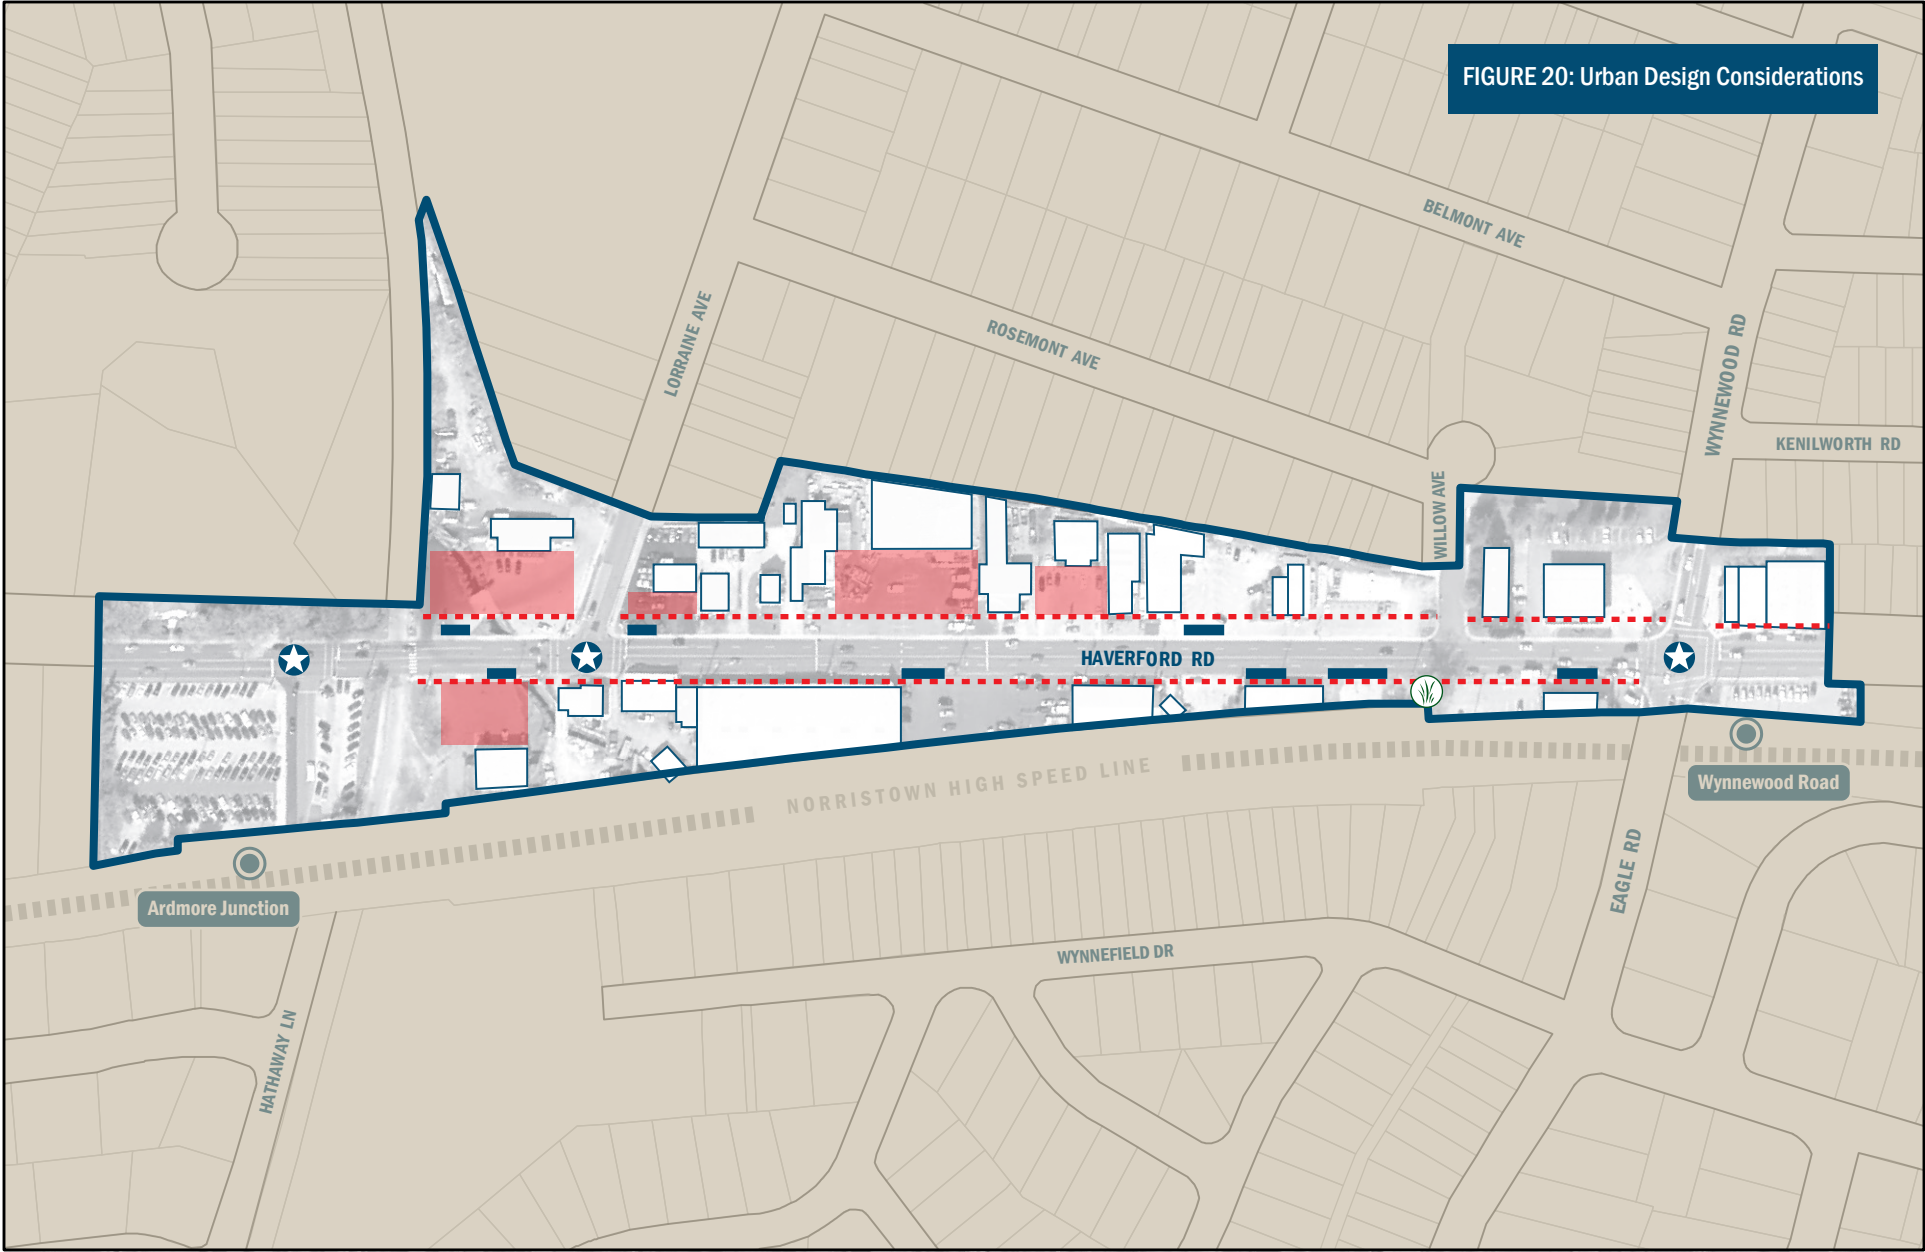 FIGURE 20: Urban Design Considerations
BELMONT AVE
LORRAINE AVE
ROSEMONT AVE
WYNNEWOOD RD
KENILWORTH RD
WILLOW AVE
HAVERFORD RD
NORRISTOWN HIGH SPEED LINE
Wynnewood Road
EAGLE RD
Ardmore Junction
WYNNEFIELD DR
HATHAWAY LN